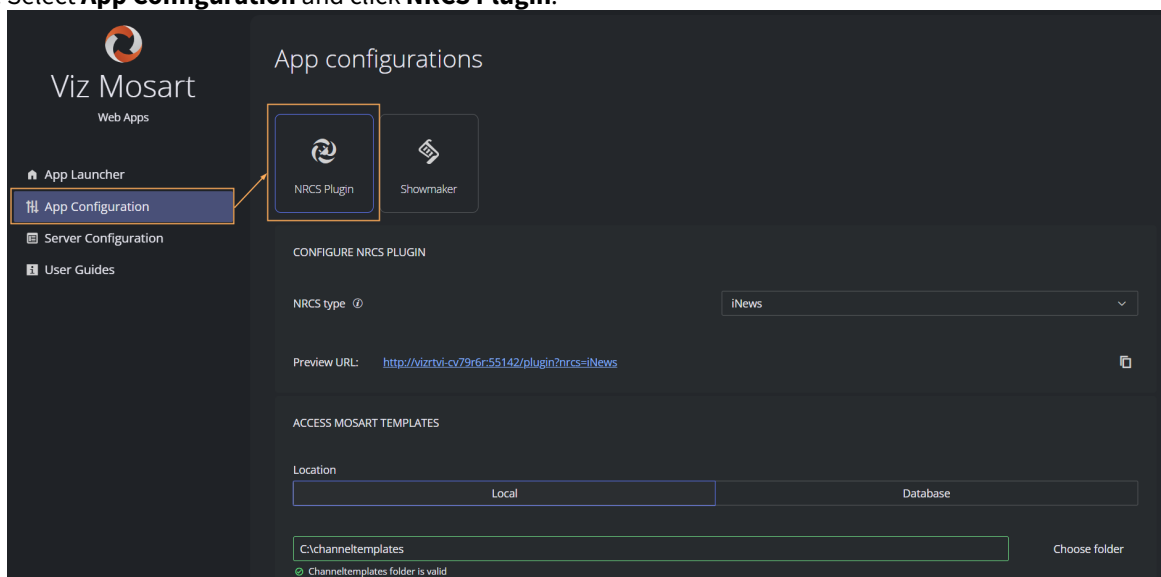 Select App Configuration and click NRCS Plugin.
Viz Mosart
Web Apps
App Launcher
App Configuration
Server Configuration
User Guides
App configurations
NRCS Plugin
Showmaker
CONFIGURE NRCS PLUGIN
NRCS type
iNews
Preview URL: http://vizrtvi-cv79r6r:55142/plugin?nrcs=iNews
ACCESS MOSART TEMPLATES
Location
Local
Database
C:\channeltemplates
Choose folder
Channeltemplates folder is valid